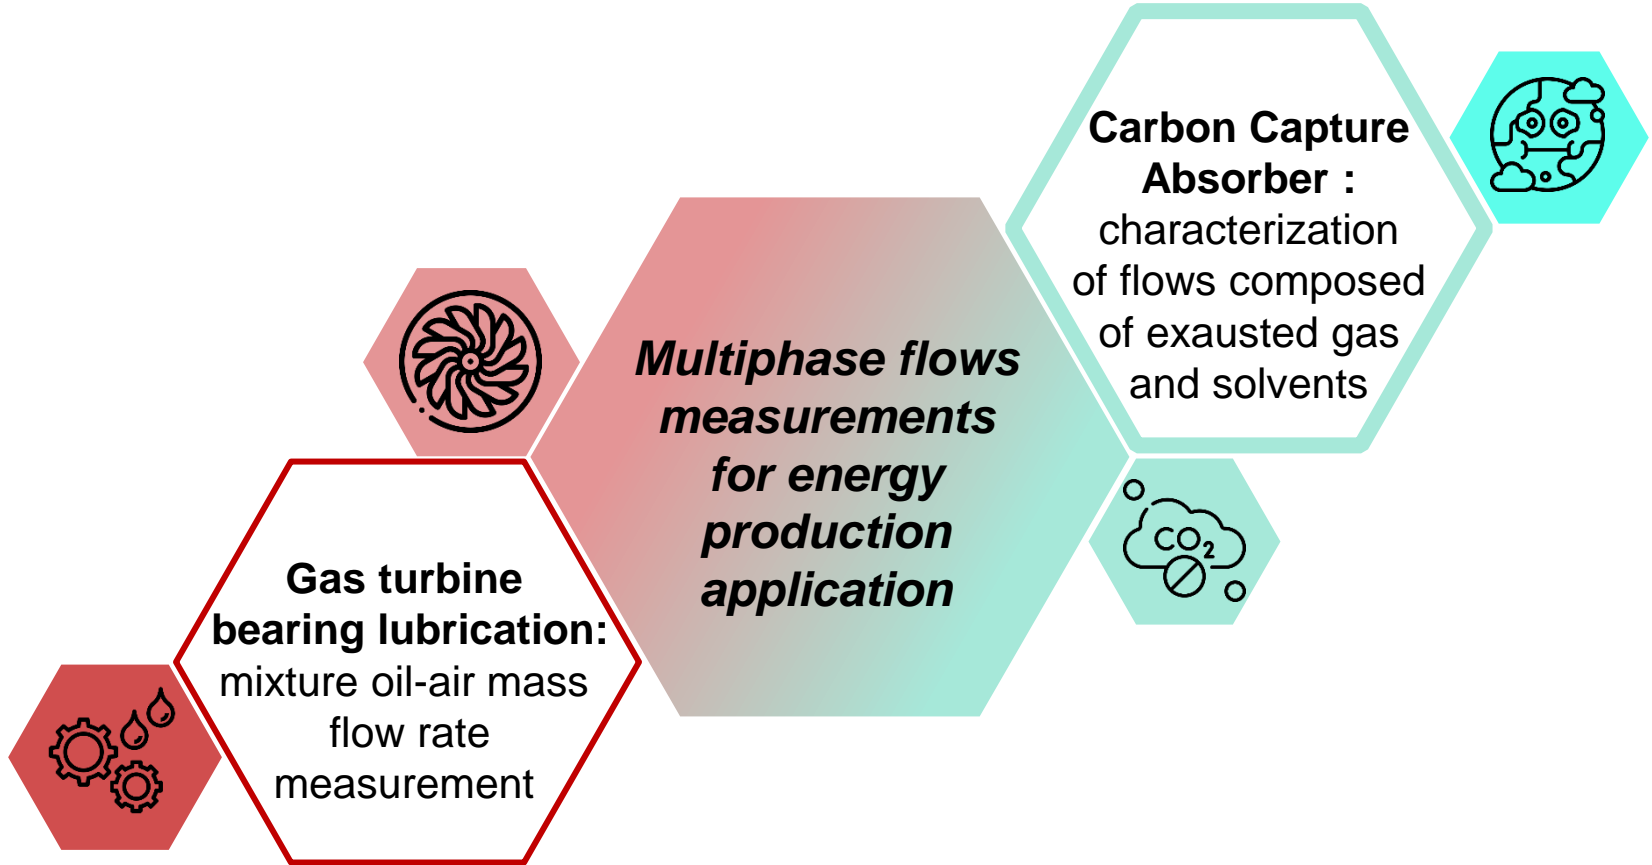 Carbon Capture
Absorber :
characterization
of flows composed
of exausted gas
and solvents
Multiphase flows
measurements
for energy
production
application
CO₂
Gas turbine
bearing lubrication:
mixture oil-air mass
flow rate
measurement